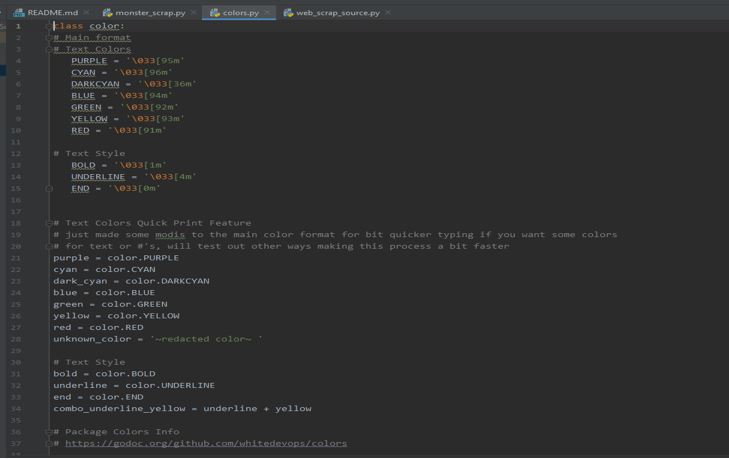 README.md monster_scrap.py colors.py web_scrap_source.py
1 class color:
2 # Main format
3 # Text Colors
4 PURPLE = '\033[95m'
5 CYAN = '\033[96m'
6 DARKCYAN = '\033[36m'
7 BLUE = '\033[94m'
8 GREEN = '\033[92m'
9 YELLOW = '\033[93m'
10 RED = '\033[91m'
11
12 # Text Style
13 BOLD = '\033[1m'
14 UNDERLINE = '\033[4m'
15 END = '\033[0m'
16
17
18 # Text Colors Quick Print Feature
19 # just made some modis to the main color format for bit quicker typing if you want some colors
20 # for text or #'s, will test out other ways making this process a bit faster
21 purple = color.PURPLE
22 cyan = color.CYAN
23 dark_cyan = color.DARKCYAN
24 blue = color.BLUE
25 green = color.GREEN
26 yellow = color.YELLOW
27 red = color.RED
28 unknown_color = '~redacted color~ '
29
30 # Text Style
31 bold = color.BOLD
32 underline = color.UNDERLINE
33 end = color.END
34 combo_underline_yellow = underline + yellow
35
36 # Package Colors Info
37 # https://godoc.org/github.com/whitedevops/colors